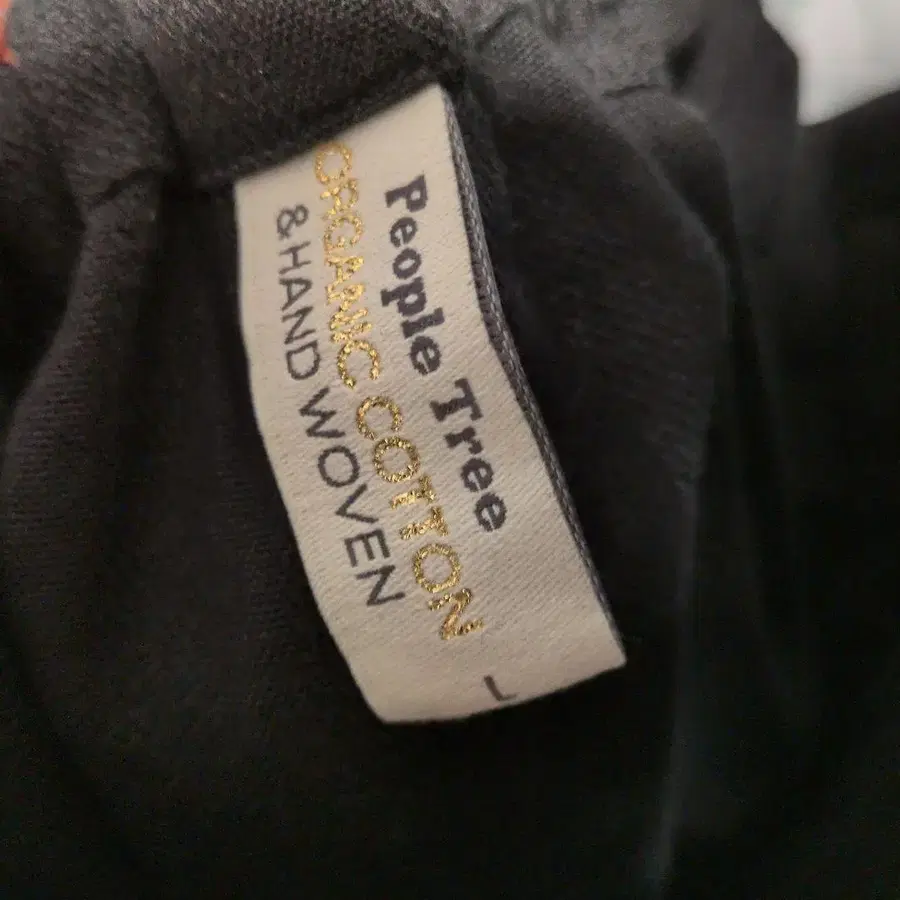 People Tree
ORGANIC COTTON
& HAND WOVEN
L